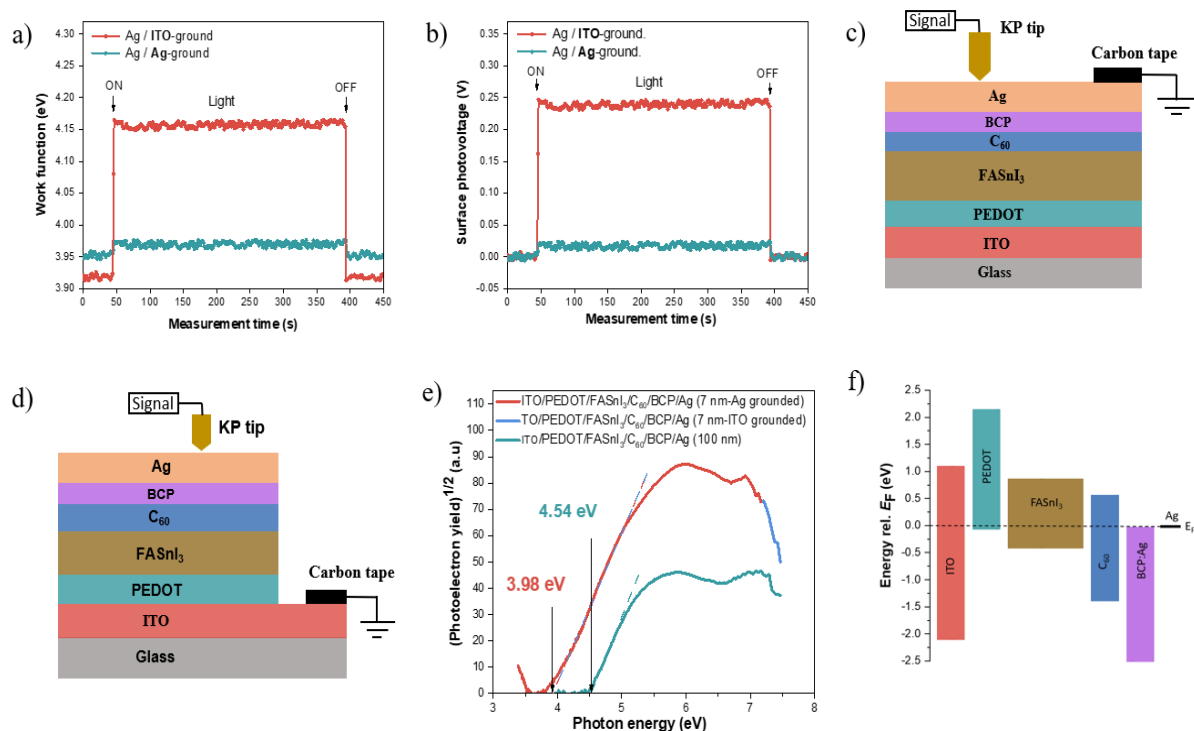 a)
Ag / ITO-ground
Ag / Ag-ground
ON
Light
OFF
Work function (eV)
4.30
4.25
4.20
4.15
4.10
4.05
4.00
3.95
3.90
0 50 100 150 200 250 300 350 400 450
Measurement time (s)
b)
Ag / ITO-ground.
Ag / Ag-ground.
ON
Light
OFF
Surface photovoltage (V)
0.35
0.30
0.25
0.20
0.15
0.10
0.05
0.00
-0.05
0 50 100 150 200 250 300 350 400 450
Measurement time (s)
c)
Signal
KP tip
Carbon tape
Ag
BCP
C₆₀
FASnI₃
PEDOT
ITO
Glass
d)
Signal
KP tip
Ag
BCP
C₆₀
FASnI₃
Carbon tape
PEDOT
ITO
Glass
e)
ITO/PEDOT/FASnI₃/C₆₀/BCP/Ag (7 nm-Ag grounded)
TO/PEDOT/FASnI₃/C₆₀/BCP/Ag (7 nm-ITO grounded)
ITO/PEDOT/FASnI₃/C₆₀/BCP/Ag (100 nm)
4.54 eV
3.98 eV
(Photoelectron yield)^1/2 (a.u)
110
100
90
80
70
60
50
40
30
20
10
0
3 4 5 6 7 8
Photon energy (eV)
f)
Energy rel. E_F (eV)
2.5
2.0
1.5
1.0
0.5
0.0
-0.5
-1.0
-1.5
-2.0
-2.5
ITO
PEDOT
FASnI₃
C₆₀
BCP:Ag
Ag
E_F